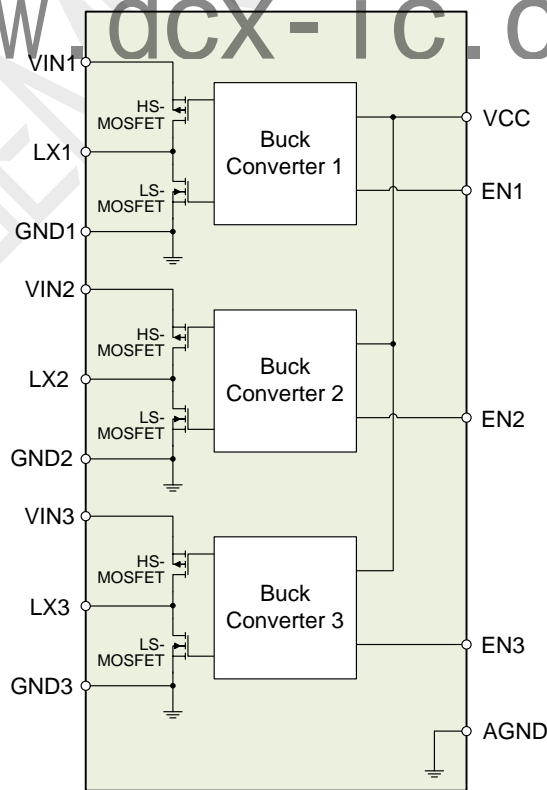 w.dcx-ic.c
VIN1
HS-
MOSFET
LX1
LS-
MOSFET
GND1
Buck
Converter 1
VCC
EN1
VIN2
HS-
MOSFET
LX2
LS-
MOSFET
GND2
Buck
Converter 2
EN2
VIN3
HS-
MOSFET
LX3
LS-
MOSFET
GND3
Buck
Converter 3
EN3
AGND